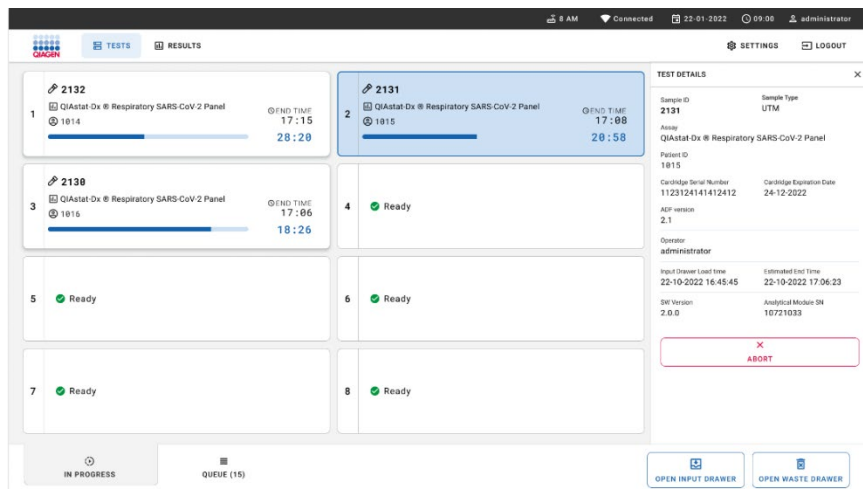 8 AM Connected 22-01-2022 09:00 administrator
QIAGEN TESTS RESULTS SETTINGS LOGOUT
1
2132
QIAstat-Dx ® Respiratory SARS-CoV-2 Panel
1014
END TIME
17:15
28:20
2
2131
QIAstat-Dx ® Respiratory SARS-CoV-2 Panel
1015
END TIME
17:08
20:58
3
2130
QIAstat-Dx ® Respiratory SARS-CoV-2 Panel
1016
END TIME
17:06
18:26
4 Ready
5 Ready
6 Ready
7 Ready
8 Ready
TEST DETAILS
Sample ID Sample Type
2131 UTM
Assay
QIAstat-Dx ® Respiratory SARS-CoV-2 Panel
Patient ID
1015
Cardridge Serial Number Cardridge Expiration Date
1123124141412412 24-12-2022
ADF version
2.1
Operator
administrator
Input Drawer Load time Estimated End Time
22-10-2022 16:45:45 22-10-2022 17:06:23
SW Version Analytical Module SN
2.0.0 10721033
ABORT
IN PROGRESS QUEUE (15)
OPEN INPUT DRAWER OPEN WASTE DRAWER